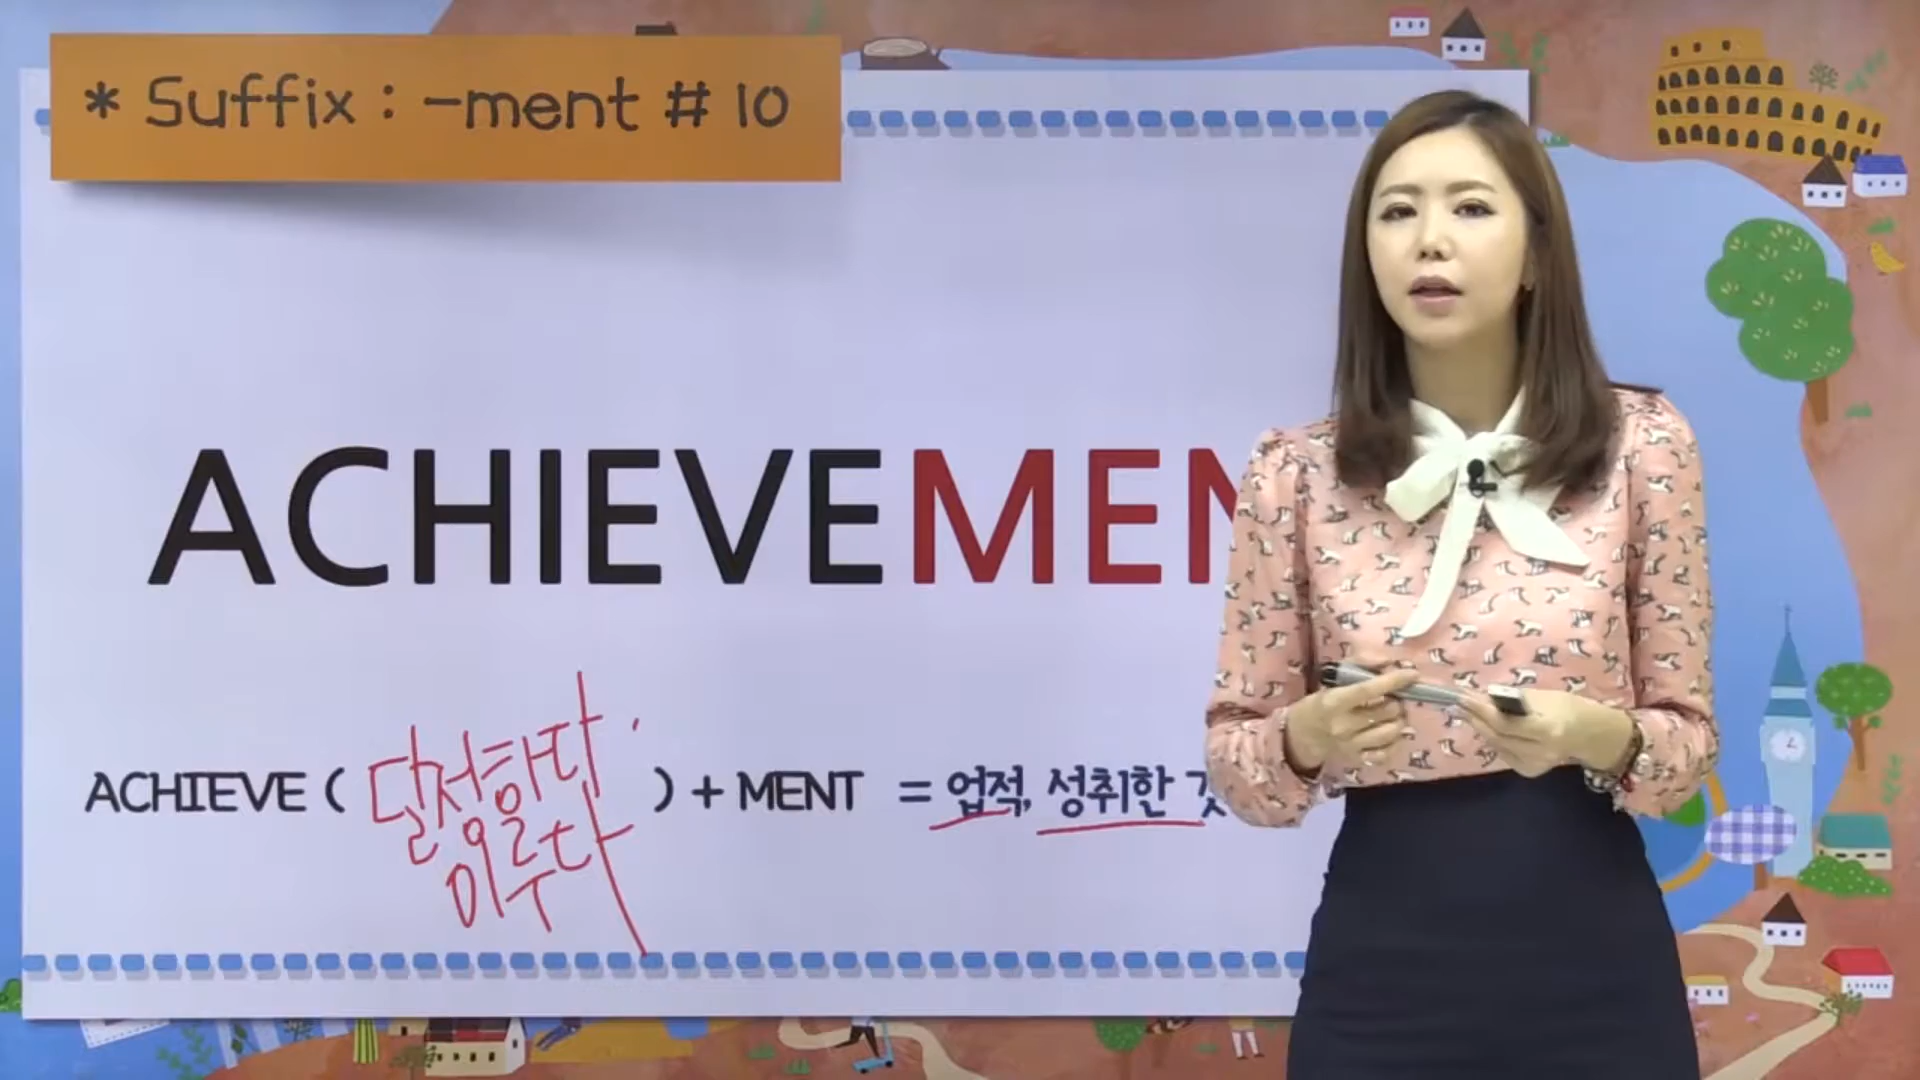 * Suffix : -ment # 10
ACHIEVEMEN
달성하다.
ACHIEVE ( ) + MENT = 업적, 성취한 것
이루다